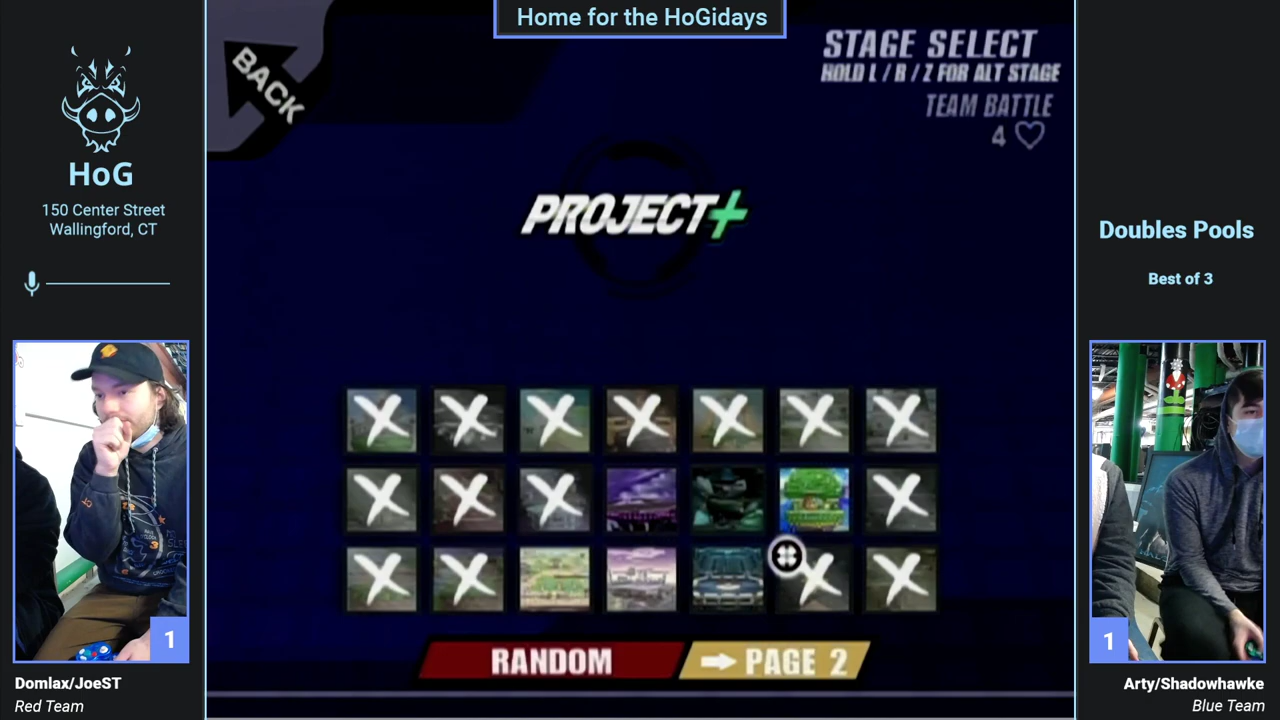 Home for the HoGidays
BACK
STAGE SELECT
HOLD L / R / Z FOR ALT STAGE
TEAM BATTLE
4
HoG
150 Center Street
Wallingford, CT
PROJECT+
Doubles Pools
Best of 3
RANDOM
PAGE 2
1
Domlax/JoeST
Red Team
1
Arty/Shadowhawke
Blue Team